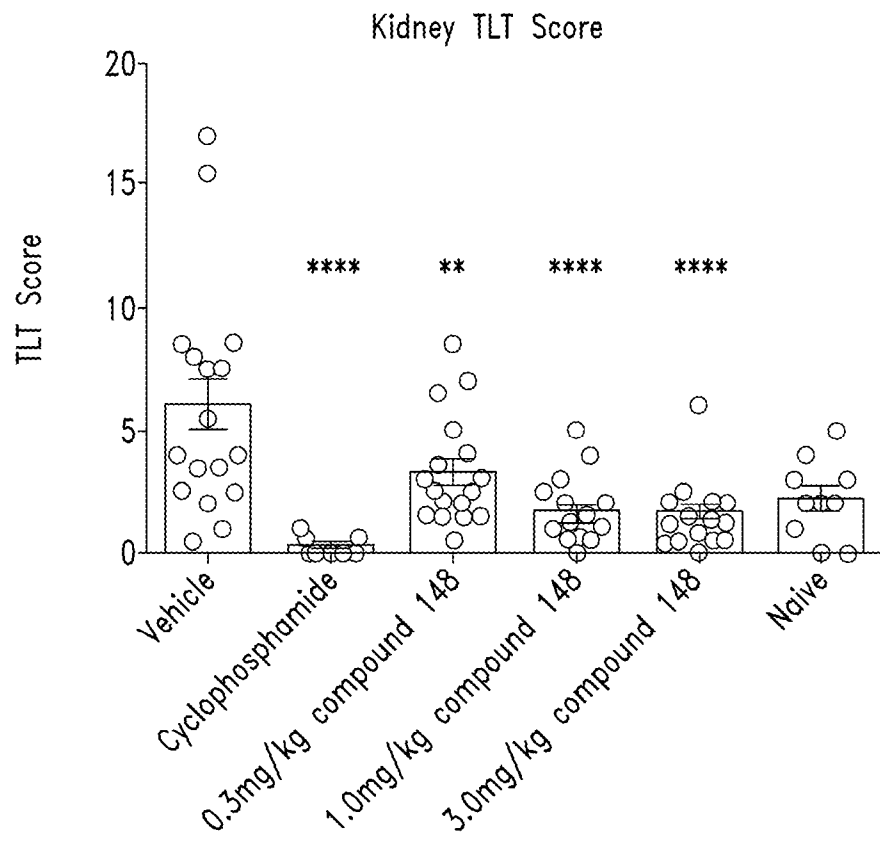 Kidney TLT Score
TLT Score
20
15
10
5
0
**** ** **** ****
Vehicle
Cyclophosphamide
0.3mg/kg compound 148
1.0mg/kg compound 148
3.0mg/kg compound 148
Naive